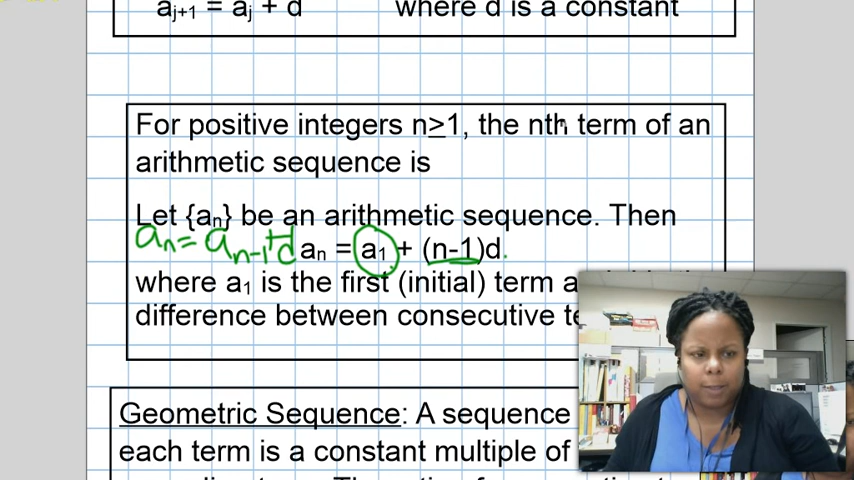 aj+1 = aj + d where d is a constant
For positive integers n≥1, the nth term of an
arithmetic sequence is
Let {an} be an arithmetic sequence. Then
an = an-1+d an = a1 + (n-1)d.
where a1 is the first (initial) term a
difference between consecutive te
Geometric Sequence: A sequence
each term is a constant multiple of